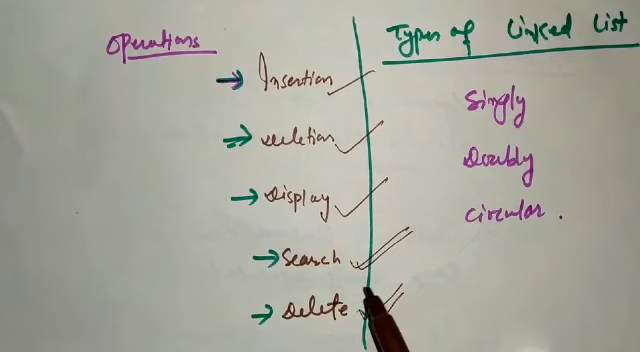 Operations
Insertion
Deletion
Display
Search
Delete
Types of Linked List
Singly
Doubly
Circular.